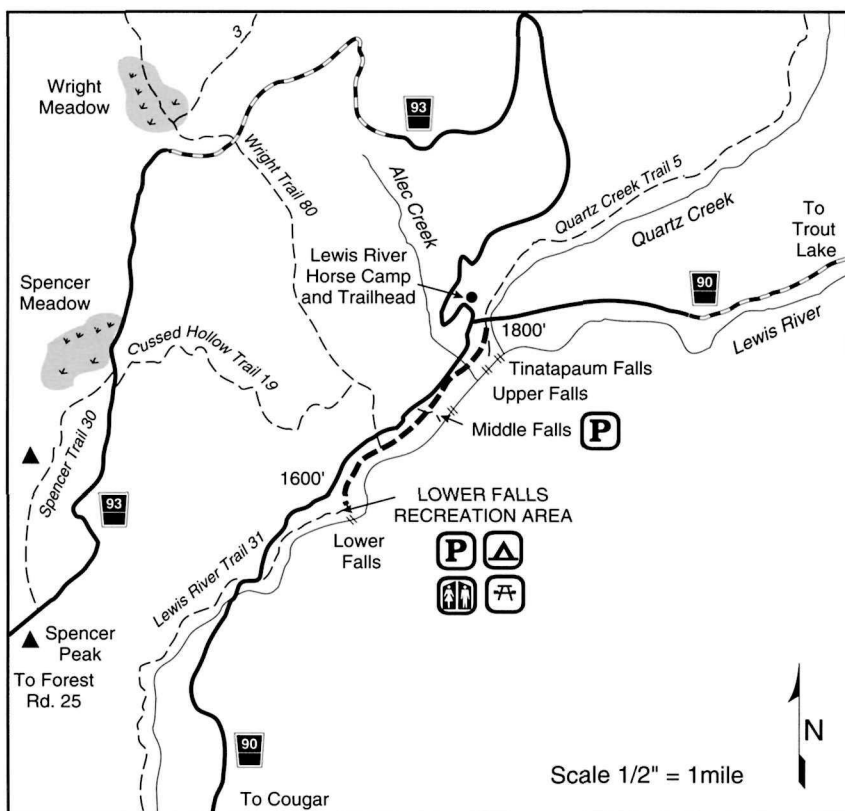 3
Wright
Meadow
93
Wright Trail 80
Alec Creek
Quartz Creek Trail 5
Quartz Creek
To
Trout
Lake
Lewis River
Horse Camp
and Trailhead
90
Spencer
Meadow
1800'
Lewis River
Cussed Hollow Trail 19
Tinatapaum Falls
Upper Falls
Spencer Trail 30
Middle Falls
P
1600'
93
LOWER FALLS
RECREATION AREA
Lower
Falls
P
Lewis River Trail 31
Spencer
Peak
To Forest
Rd. 25
N
90
Scale 1/2" = 1mile
To Cougar